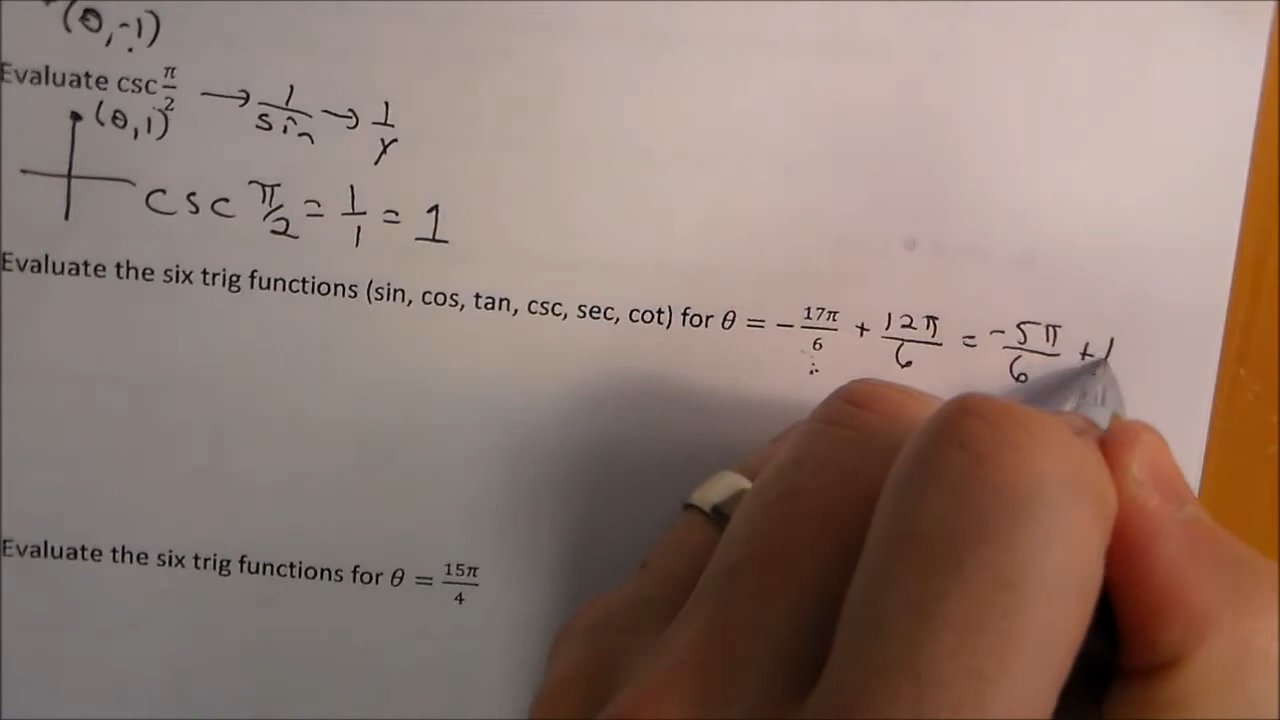 (0,-1)
Evaluate csc π/2 → 1/sin → 1/y
(0,1)
csc π/2 = 1/1 = 1
Evaluate the six trig functions (sin, cos, tan, csc, sec, cot) for θ = −17π/6 + 12π/6 = -5π/6 + 1
Evaluate the six trig functions for θ = 15π/4